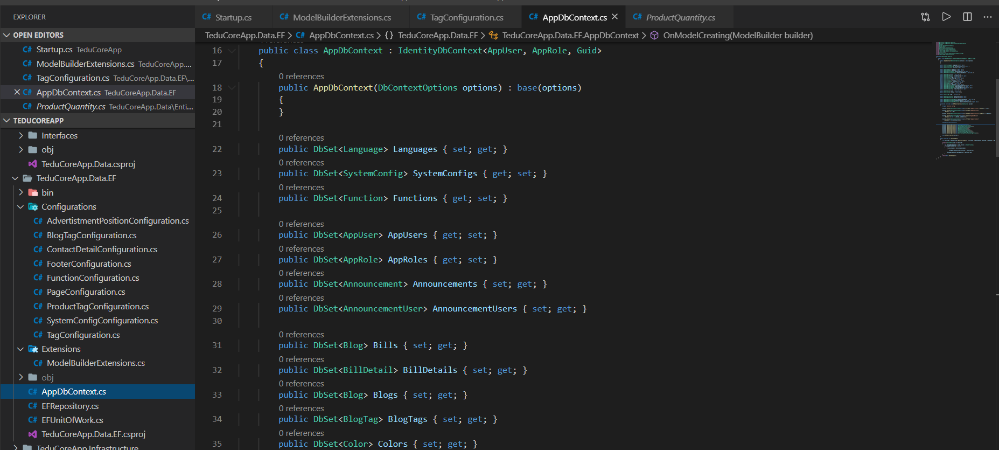 EXPLORER
OPEN EDITORS
C# Startup.cs TeduCoreApp
C# ModelBuilderExtensions.cs TeduCoreApp....
C# TagConfiguration.cs TeduCoreApp.Data.EF\...
C# AppDbContext.cs TeduCoreApp.Data.EF
C# ProductQuantity.cs TeduCoreApp.Data\Enti...
TEDUCOREAPP
Interfaces
obj
TeduCoreApp.Data.csproj
TeduCoreApp.Data.EF
bin
Configurations
C# AdvertistmentPositionConfiguration.cs
C# BlogTagConfiguration.cs
C# ContactDetailConfiguration.cs
C# FooterConfiguration.cs
C# FunctionConfiguration.cs
C# PageConfiguration.cs
C# ProductTagConfiguration.cs
C# SystemConfigConfiguration.cs
C# TagConfiguration.cs
Extensions
C# ModelBuilderExtensions.cs
obj
C# AppDbContext.cs
C# EFRepository.cs
C# EFUnitOfWork.cs
TeduCoreApp.Data.EF.csproj
TeduCoreApp.Infrastructure
C# Startup.cs C# ModelBuilderExtensions.cs C# TagConfiguration.cs C# AppDbContext.cs C# ProductQuantity.cs
TeduCoreApp.Data.EF > C# AppDbContext.cs > {} TeduCoreApp.Data.EF > TeduCoreApp.Data.EF.AppDbContext > OnModelCreating(ModelBuilder builder)
16 public class AppDbContext : IdentityDbContext<AppUser, AppRole, Guid>
17 {
0 references
18 public AppDbContext(DbContextOptions options) : base(options)
19 {
20 }
21
0 references
22 public DbSet<Language> Languages { set; get; }
0 references
23 public DbSet<SystemConfig> SystemConfigs { get; set; }
0 references
24 public DbSet<Function> Functions { get; set; }
25
0 references
26 public DbSet<AppUser> AppUsers { get; set; }
0 references
27 public DbSet<AppRole> AppRoles { get; set; }
0 references
28 public DbSet<Announcement> Announcements { set; get; }
0 references
29 public DbSet<AnnouncementUser> AnnouncementUsers { set; get; }
30
0 references
31 public DbSet<Blog> Bills { set; get; }
0 references
32 public DbSet<BillDetail> BillDetails { set; get; }
0 references
33 public DbSet<Blog> Blogs { set; get; }
0 references
34 public DbSet<BlogTag> BlogTags { set; get; }
0 references
35 public DbSet<Color> Colors { set; get; }